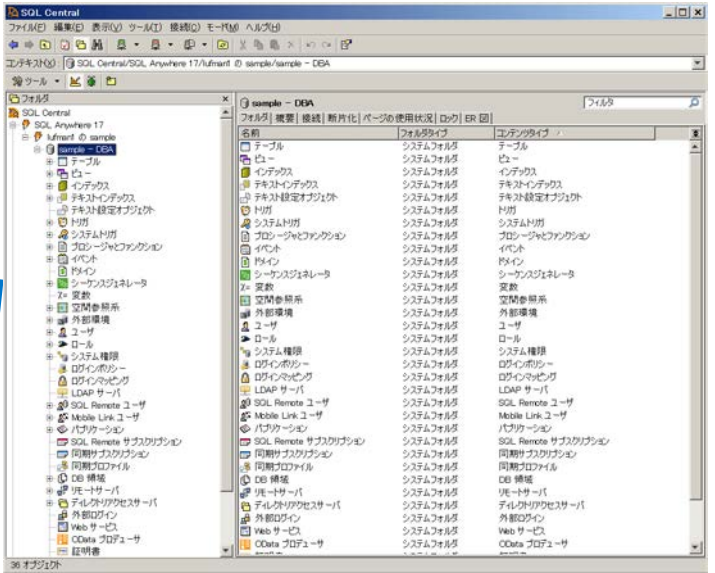 SQL Central
ファイル(F) 編集(E) 表示(V) ツール(T) 接続(C) モード(M) ヘルプ(H)
コンテキスト(X) SQL Central/SQL Anywhere 17/lufmanf の sample/sample - DBA
ツール
フォルダ
SQL Central
SQL Anywhere 17
lufmanf の sample
sample - DBA
テーブル
ビュー
インデックス
テキストインデックス
テキスト設定オブジェクト
トリガ
システムトリガ
プロシージャとファンクション
イベント
ドメイン
シーケンスジェネレータ
変数
空間参照系
外部環境
ユーザ
ロール
システム権限
ログインポリシー
ログインマッピング
LDAP サーバ
SQL Remote ユーザ
Mobile Link ユーザ
パブリケーション
SQL Remote サブスクリプション
同期サブスクリプション
同期プロファイル
DB 領域
リモートサーバ
ディレクトリアクセスサーバ
外部ログイン
Web サービス
OData プロデューサ
証明書
sample - DBA
フィルタ
フォルダ 概要 接続 断片化 ページの使用状況 ロック ER 図
名前 フォルダタイプ コンテンツタイプ
テーブル システムフォルダ テーブル
ビュー システムフォルダ ビュー
インデックス システムフォルダ インデックス
テキストインデックス システムフォルダ テキストインデックス
テキスト設定オブジェクト システムフォルダ テキスト設定オブジェクト
トリガ システムフォルダ トリガ
システムトリガ システムフォルダ システムトリガ
プロシージャとファンクション システムフォルダ プロシージャとファンクション
イベント システムフォルダ イベント
ドメイン システムフォルダ ドメイン
シーケンスジェネレータ システムフォルダ シーケンスジェネレータ
変数 システムフォルダ 変数
空間参照系 システムフォルダ 空間参照系
外部環境 システムフォルダ 外部環境
ユーザ システムフォルダ ユーザ
ロール システムフォルダ ロール
システム権限 システムフォルダ システム権限
ログインポリシー システムフォルダ ログインポリシー
ログインマッピング システムフォルダ ログインマッピング
LDAP サーバ システムフォルダ LDAP サーバ
SQL Remote ユーザ システムフォルダ SQL Remote ユーザ
Mobile Link ユーザ システムフォルダ Mobile Link ユーザ
パブリケーション システムフォルダ パブリケーション
SQL Remote サブスクリプション システムフォルダ SQL Remote サブスクリプション
同期サブスクリプション システムフォルダ 同期サブスクリプション
同期プロファイル システムフォルダ 同期プロファイル
DB 領域 システムフォルダ DB 領域
リモートサーバ システムフォルダ リモートサーバ
ディレクトリアクセスサーバ システムフォルダ ディレクトリアクセスサーバ
外部ログイン システムフォルダ 外部ログイン
Web サービス システムフォルダ Web サービス
OData プロデューサ システムフォルダ OData プロデューサ
36 オブジェクト